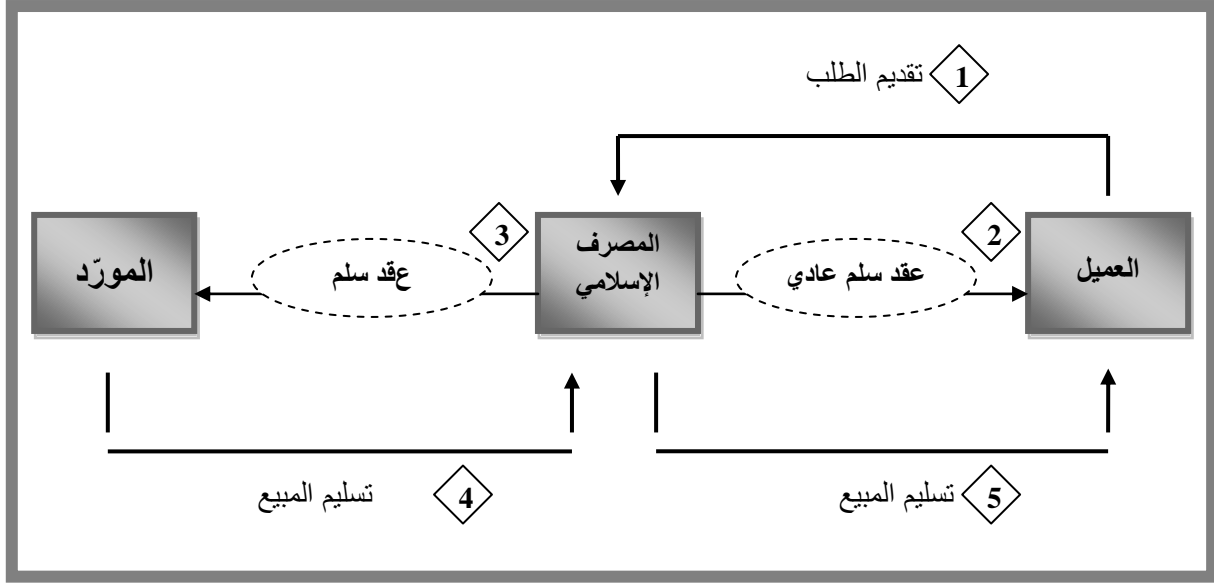 1 تقديم الطلب
العميل
2
عقد سلم عادي
المصرف
الإسلامي
3
عقد سلم
المورّد
5 تسليم المبيع
4 تسليم المبيع